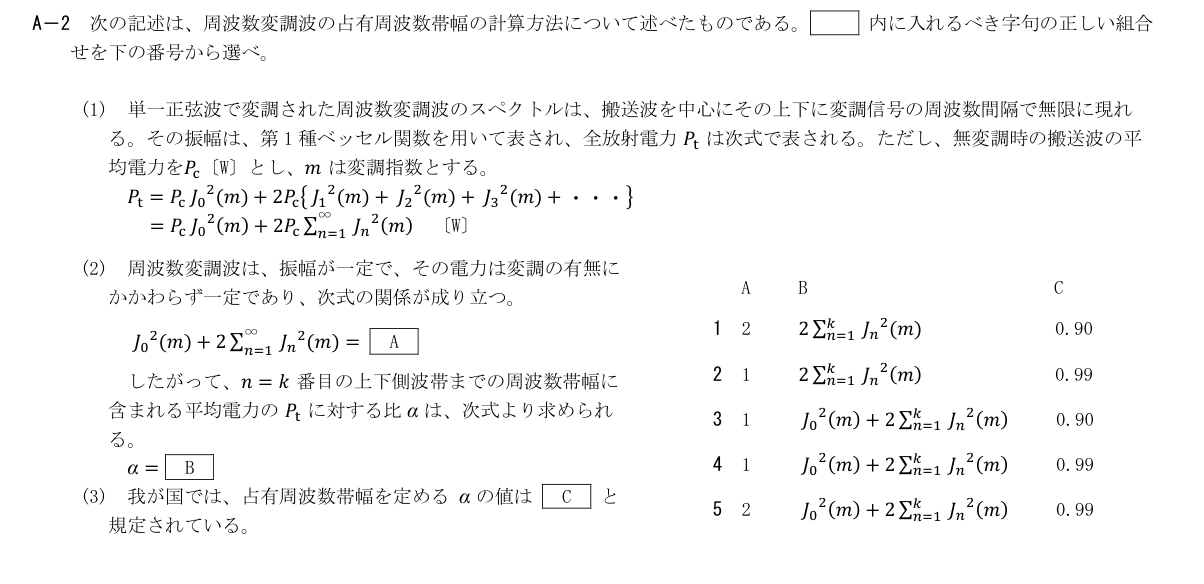 A－2 次の記述は、周波数変調波の占有周波数帯幅の計算方法について述べたものである。 内に入れるべき字句の正しい組合
せを下の番号から選べ。
(1) 単一正弦波で変調された周波数変調波のスペクトルは、搬送波を中心にその上下に変調信号の周波数間隔で無限に現れ
る。その振幅は、第１種ベッセル関数を用いて表され、全放射電力 Pt は次式で表される。ただし、無変調時の搬送波の平
均電力をPc〔W〕とし、m は変調指数とする。
Pt = Pc J₀²(m) + 2Pc{J₁²(m) + J₂²(m) + J₃²(m) + ・・・}
= Pc J₀²(m) + 2Pc ∑_{n=1}^{∞} Jn²(m) 〔W〕
(2) 周波数変調波は、振幅が一定で、その電力は変調の有無に
かかわらず一定であり、次式の関係が成り立つ。
J₀²(m) + 2∑_{n=1}^{∞} Jn²(m) = A
したがって、n = k 番目の上下側波帯までの周波数帯幅に
含まれる平均電力の Pt に対する比 α は、次式より求められ
る。
α = B
(3) 我が国では、占有周波数帯幅を定める α の値は C と
規定されている。
A B C
1 2 2∑_{n=1}^{k} Jn²(m) 0.90
2 1 2∑_{n=1}^{k} Jn²(m) 0.99
3 1 J₀²(m) + 2∑_{n=1}^{k} Jn²(m) 0.90
4 1 J₀²(m) + 2∑_{n=1}^{k} Jn²(m) 0.99
5 2 J₀²(m) + 2∑_{n=1}^{k} Jn²(m) 0.99